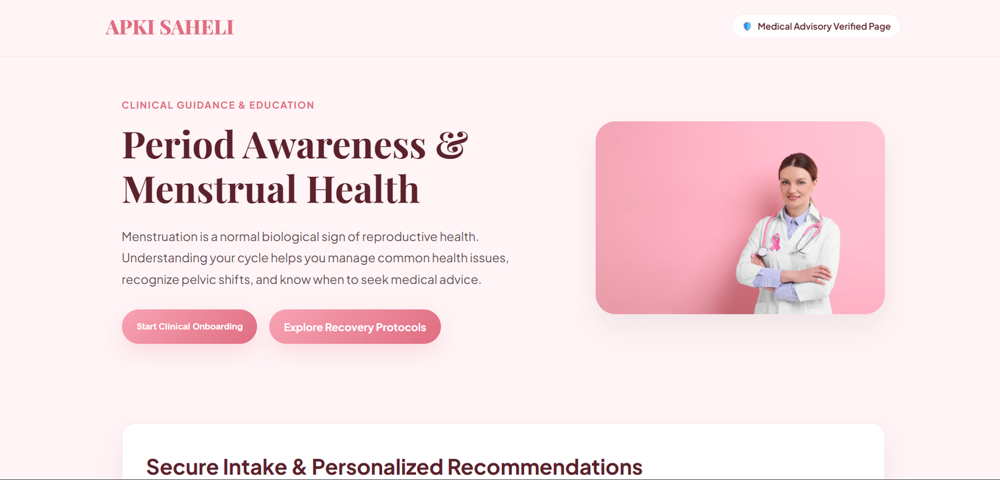 APKI SAHELI
Medical Advisory Verified Page
CLINICAL GUIDANCE & EDUCATION
Period Awareness &
Menstrual Health
Menstruation is a normal biological sign of reproductive health.
Understanding your cycle helps you manage common health issues,
recognize pelvic shifts, and know when to seek medical advice.
Start Clinical Onboarding
Explore Recovery Protocols
Secure Intake & Personalized Recommendations